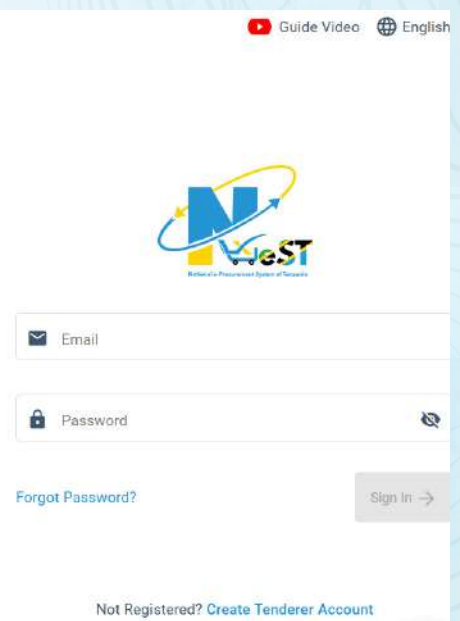 Guide Video English
NeST
National e-Procurement System of Tanzania
Email
Password
Forgot Password?
Sign In
Not Registered? Create Tenderer Account